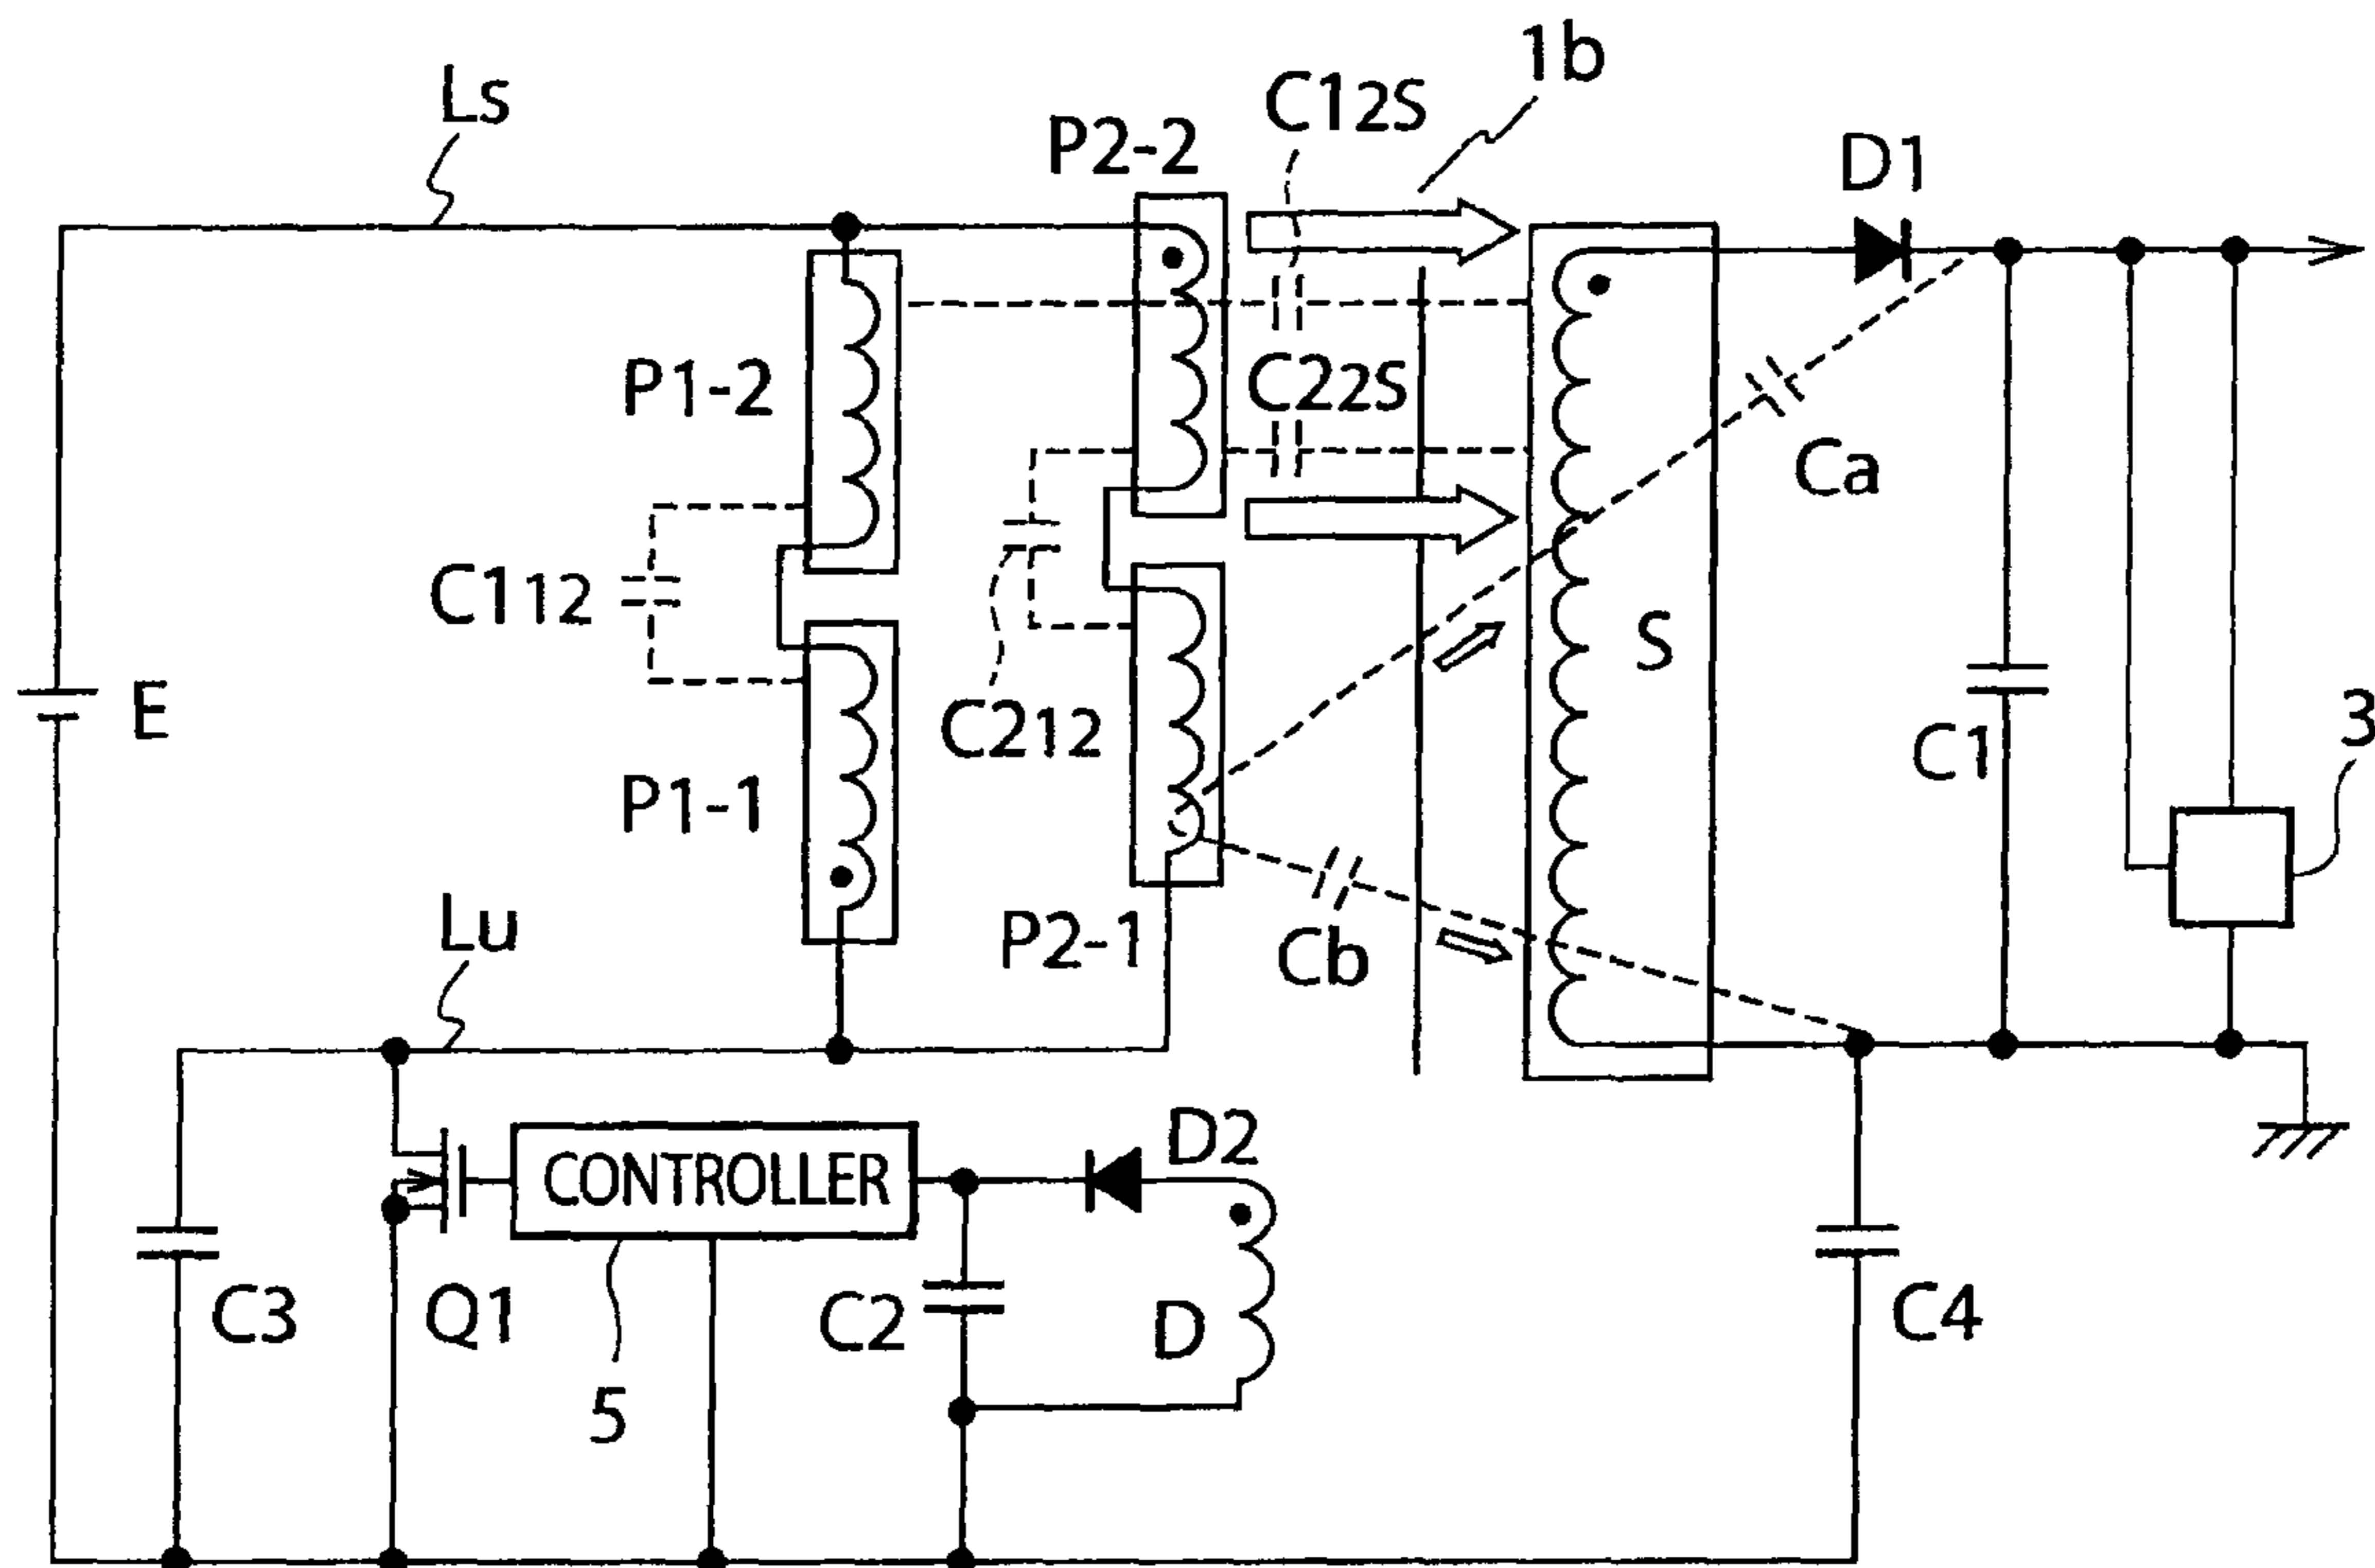 1b
Ls
C12S
P2-2
D1
P1-2
C22S
Ca
C112
S
E
C212
3
C1
P1-1
Lu
P2-1
Cb
D2
CONTROLLER
C3
Q1
C2
D
C4
5